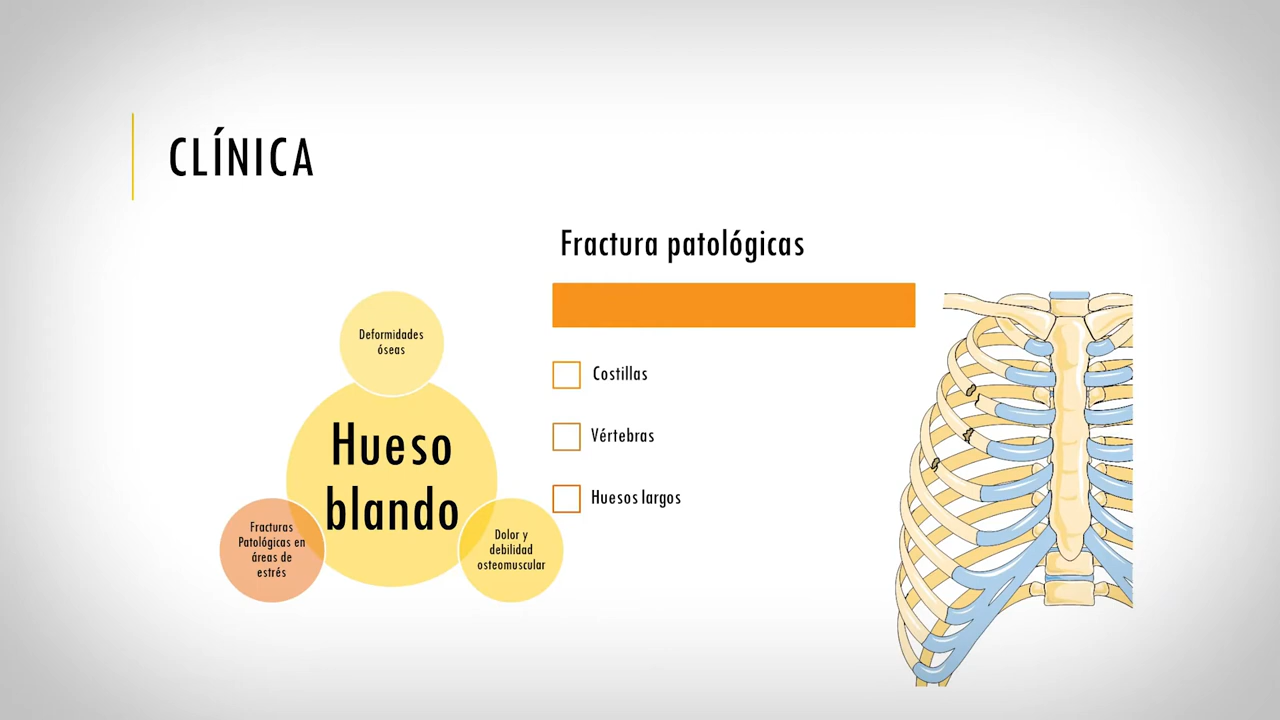 CLÍNICA
Fractura patológicas
Deformidades
óseas
Hueso
blando
Fracturas
Patológicas en
áreas de
estrés
Dolor y
debilidad
osteomuscular
Costillas
Vértebras
Huesos largos